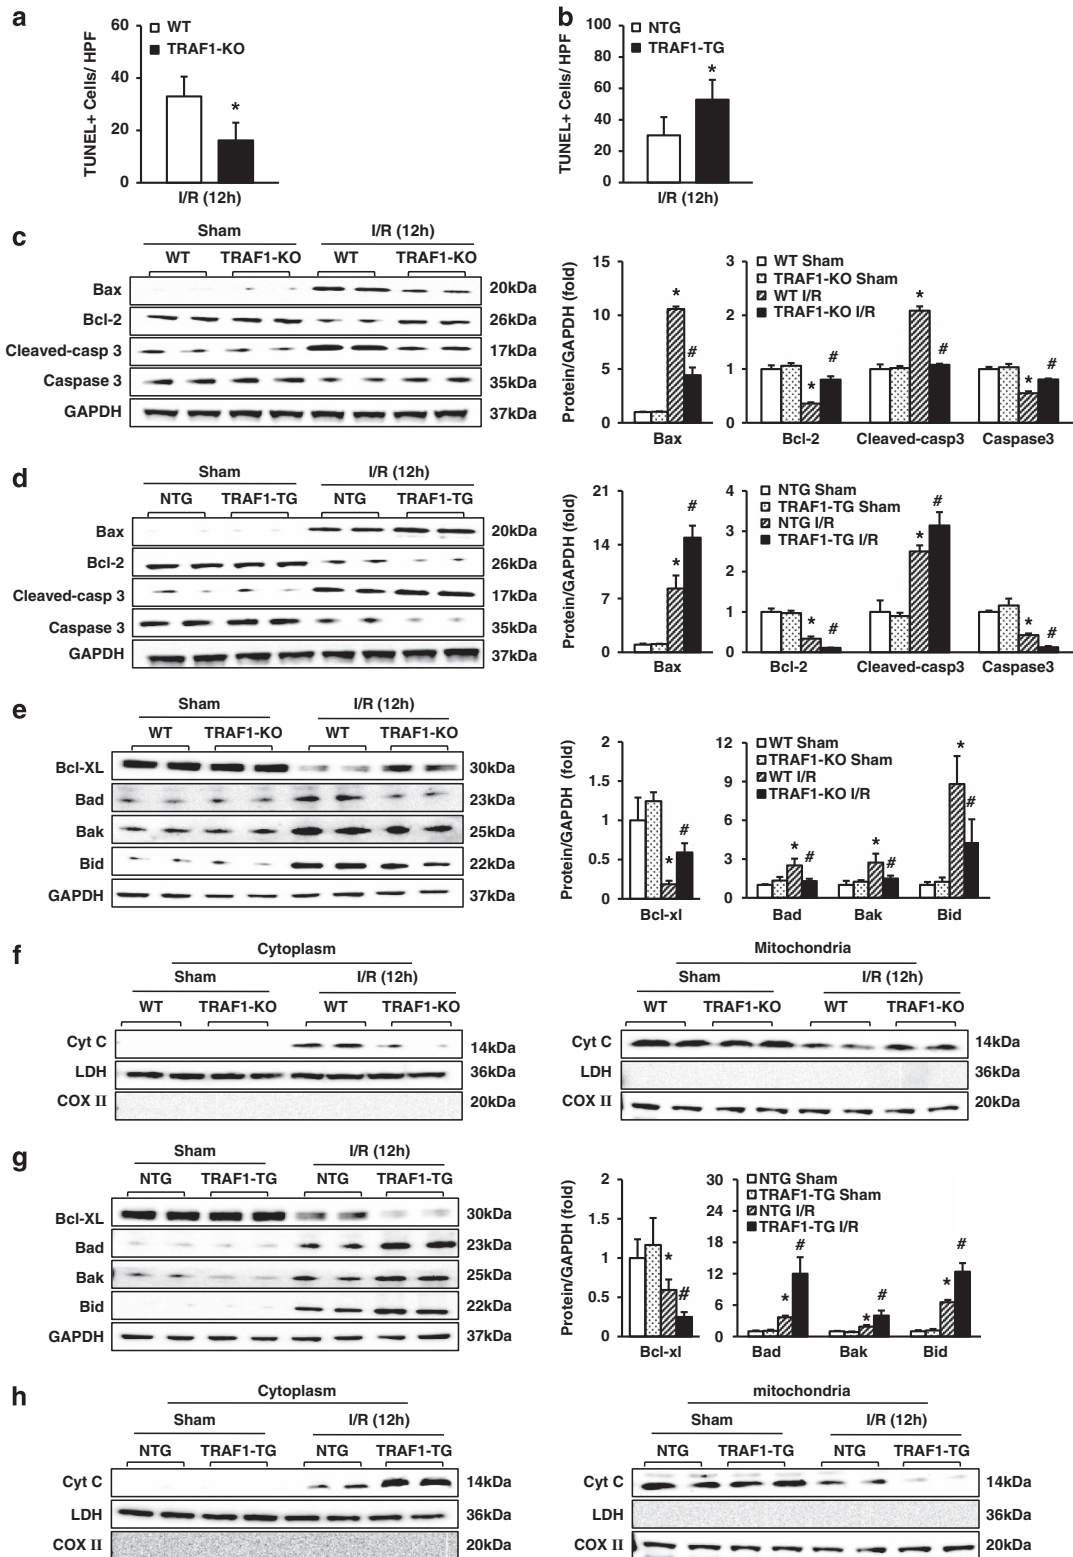 a
TUNEL+ Cells/ HPF
60
40
20
0
WT
TRAF1-KO
*
I/R (12h)
b
TUNEL+ Cells/ HPF
100
80
60
40
20
0
NTG
TRAF1-TG
*
I/R (12h)
c
Sham I/R (12h)
WT TRAF1-KO WT TRAF1-KO
Bax 20kDa
Bcl-2 26kDa
Cleaved-casp 3 17kDa
Caspase 3 35kDa
GAPDH 37kDa
Protein/GAPDH (fold)
15
10
5
0
* #
Bax
3
2
1
0
WT Sham
TRAF1-KO Sham
WT I/R
TRAF1-KO I/R
* # * # * #
Bcl-2 Cleaved-casp3 Caspase3
d
Sham I/R (12h)
NTG TRAF1-TG NTG TRAF1-TG
Bax 20kDa
Bcl-2 26kDa
Cleaved-casp 3 17kDa
Caspase 3 35kDa
GAPDH 37kDa
Protein/GAPDH (fold)
21
14
7
0
* #
Bax
4
3
2
1
0
NTG Sham
TRAF1-TG Sham
NTG I/R
TRAF1-TG I/R
* # * # * #
Bcl-2 Cleaved-casp3 Caspase3
e
Sham I/R (12h)
WT TRAF1-KO WT TRAF1-KO
Bcl-XL 30kDa
Bad 23kDa
Bak 25kDa
Bid 22kDa
GAPDH 37kDa
Protein/GAPDH (fold)
2
1.5
1
0.5
0
* #
Bcl-xl
12
9
6
3
0
WT Sham
TRAF1-KO Sham
WT I/R
TRAF1-KO I/R
* # * # * #
Bad Bak Bid
f
Cytoplasm
Sham I/R (12h)
WT TRAF1-KO WT TRAF1-KO
Cyt C 14kDa
LDH 36kDa
COX II 20kDa
Mitochondria
Sham I/R (12h)
WT TRAF1-KO WT TRAF1-KO
Cyt C 14kDa
LDH 36kDa
COX II 20kDa
g
Sham I/R (12h)
NTG TRAF1-TG NTG TRAF1-TG
Bcl-XL 30kDa
Bad 23kDa
Bak 25kDa
Bid 22kDa
GAPDH 37kDa
Protein/GAPDH (fold)
2
1.5
1
0.5
0
* #
Bcl-xl
30
24
18
12
6
0
NTG Sham
TRAF1-TG Sham
NTG I/R
TRAF1-TG I/R
* # * # * #
Bad Bak Bid
h
Cytoplasm
Sham I/R (12h)
NTG TRAF1-TG NTG TRAF1-TG
Cyt C 14kDa
LDH 36kDa
COX II 20kDa
mitochondria
Sham I/R (12h)
NTG TRAF1-TG NTG TRAF1-TG
Cyt C 14kDa
LDH 36kDa
COX II 20kDa